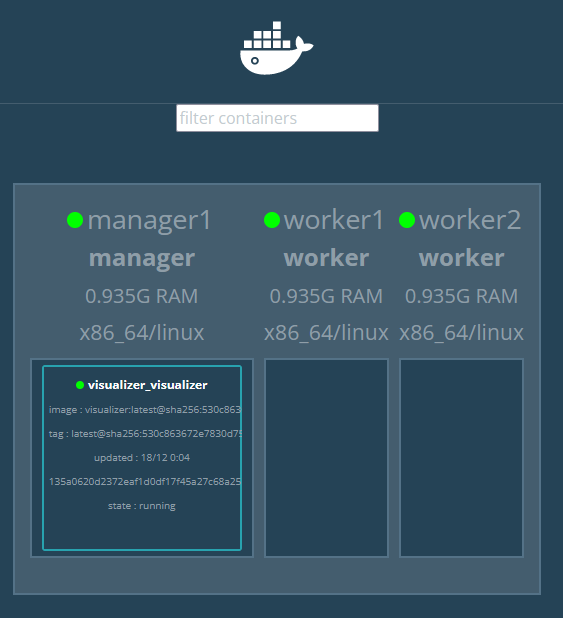 filter containers
manager1
manager
0.935G RAM
x86_64/linux
visualizer_visualizer
image : visualizer:latest@sha256:530c863
tag : latest@sha256:530c863672e7830d75
updated : 18/12 0:04
135a0620d2372eaf1d0df17f45a27c68a25
state : running
worker1
worker
0.935G RAM
x86_64/linux
worker2
worker
0.935G RAM
x86_64/linux